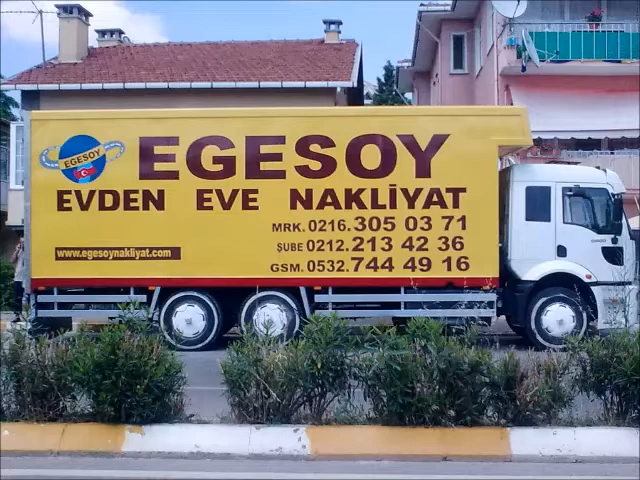 EGESOY
EGESOY
EVDEN EVE NAKLİYAT
MRK. 0216.305 03 71
ŞUBE 0212.213 42 36
www.egesoynakliyat.com
GSM. 0532.744 49 16